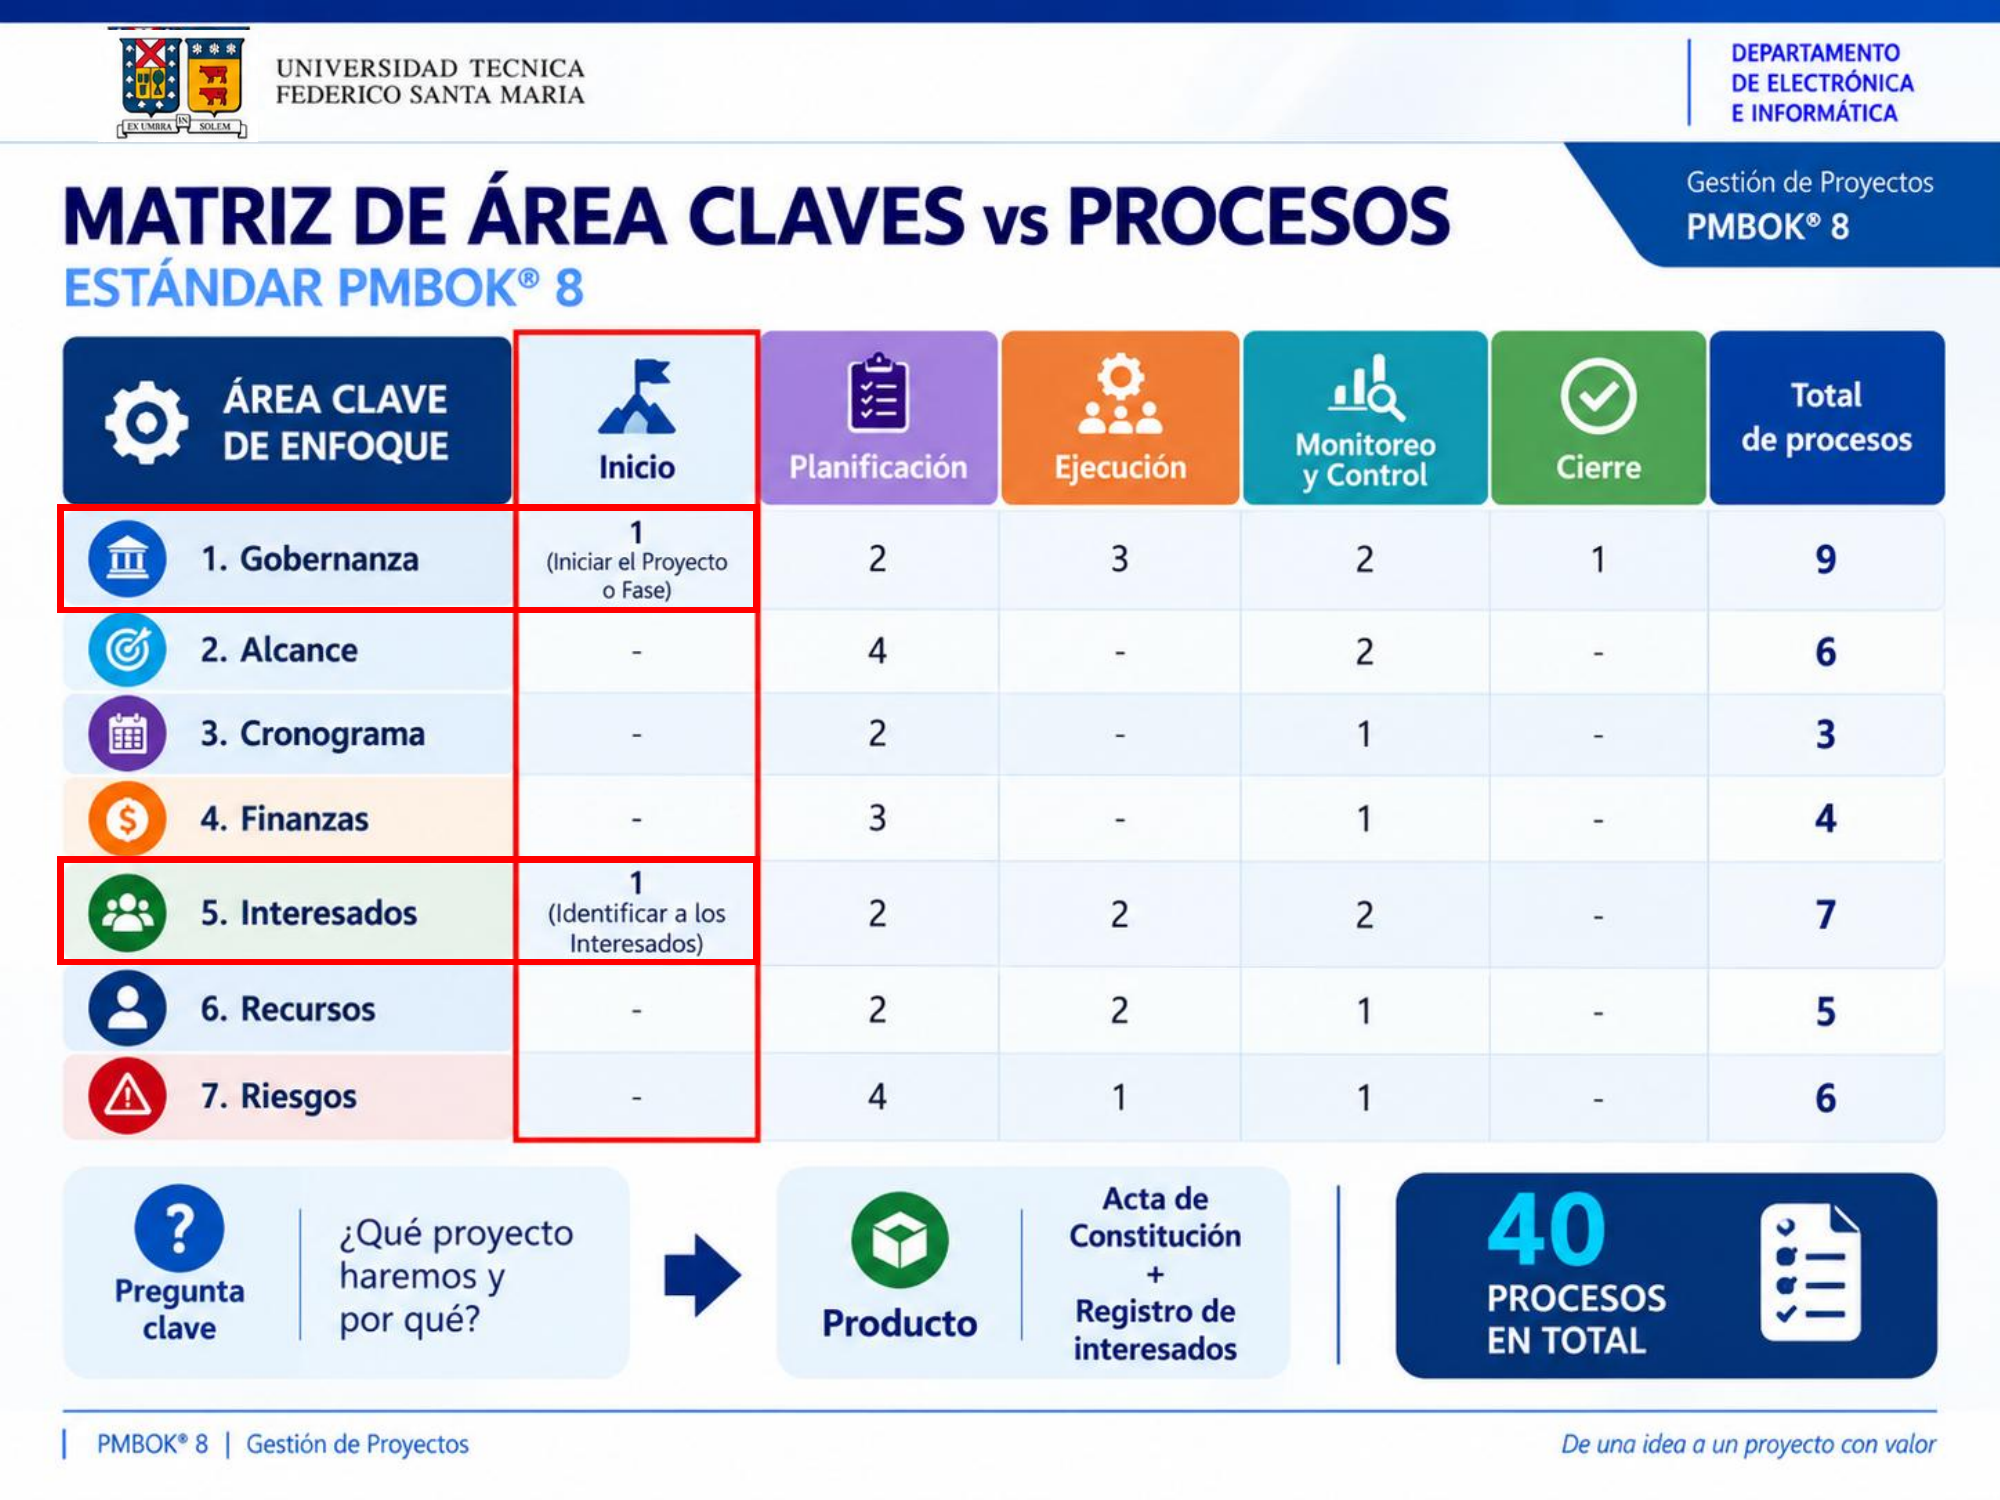 EX UMBRA IN SOLEM
UNIVERSIDAD TECNICA
FEDERICO SANTA MARIA
DEPARTAMENTO
DE ELECTRÓNICA
E INFORMÁTICA
Gestión de Proyectos
PMBOK® 8
MATRIZ DE ÁREA CLAVES vs PROCESOS
ESTÁNDAR PMBOK® 8
ÁREA CLAVE
DE ENFOQUE
Inicio
Planificación
Ejecución
Monitoreo
y Control
Cierre
Total
de procesos
1. Gobernanza
1
(Iniciar el Proyecto
o Fase)
2
3
2
1
9
2. Alcance
-
4
-
2
-
6
3. Cronograma
-
2
-
1
-
3
4. Finanzas
-
3
-
1
-
4
5. Interesados
1
(Identificar a los
Interesados)
2
2
2
-
7
6. Recursos
-
2
2
1
-
5
7. Riesgos
-
4
1
1
-
6
?
Pregunta
clave
¿Qué proyecto
haremos y
por qué?
Producto
Acta de
Constitución
+
Registro de
interesados
40
PROCESOS
EN TOTAL
PMBOK® 8 | Gestión de Proyectos
De una idea a un proyecto con valor